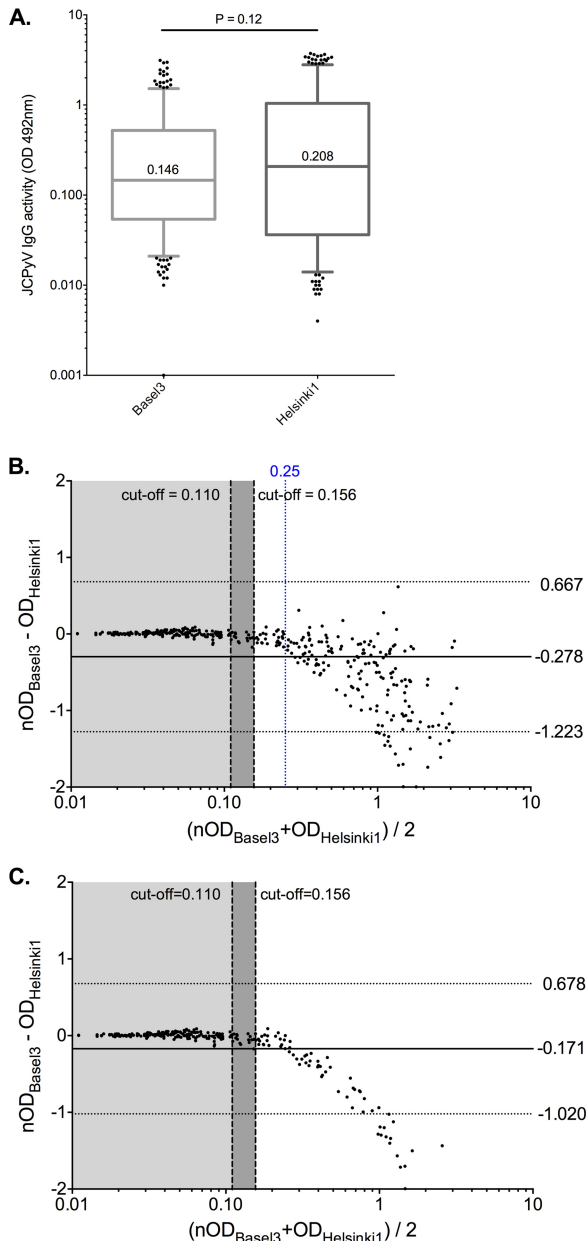 A.
P = 0.12
10
1
0.100
0.010
0.001
JCPyV IgG activity (OD 492nm)
0.146
0.208
Basel3
Helsinki1
B.
0.25
cut-off = 0.110
cut-off = 0.156
2
1
0
-1
-2
nODBasel3 - ODHelsinki1
0.667
-0.278
-1.223
0.01
0.10
1
10
(nODBasel3+ODHelsinki1) / 2
C.
cut-off=0.110
cut-off=0.156
2
1
0
-1
-2
nODBasel3 - ODHelsinki1
0.678
-0.171
-1.020
0.01
0.10
1
10
(nODBasel3+ODHelsinki1) / 2